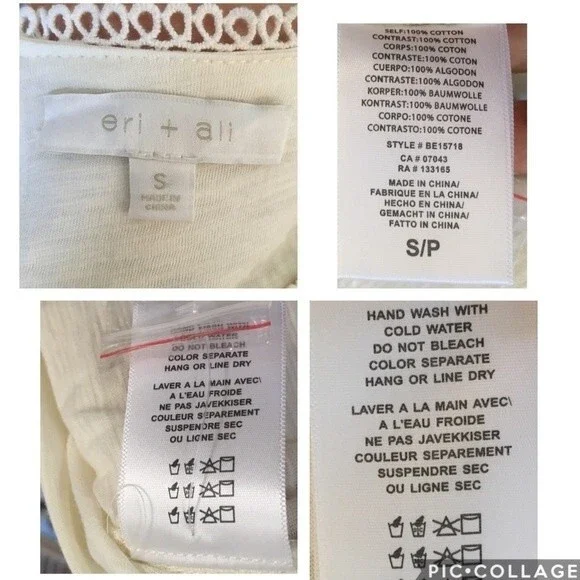 eri + ali
S
MADE IN
CHINA
SELF:100% COTTON
CONTRAST:100% COTTON
CORPS:100% COTON
CONTRASTE:100% COTON
CUERPO:100% ALGODON
CONTRASTE:100% ALGODON
KORPER:100% BAUMWOLLE
KONTRAST:100% BAUMWOLLE
CORPO:100% COTONE
CONTRASTO:100% COTONE
STYLE # BE15718
CA # 07043
RA # 133165
MADE IN CHINA/
FABRIQUE EN LA CHINA/
HECHO EN CHINA/
GEMACHT IN CHINA/
FATTO IN CHINA
S/P
HAND WASH WITH
COLD WATER
DO NOT BLEACH
COLOR SEPARATE
HANG OR LINE DRY
LAVER A LA MAIN AVEC\
A L'EAU FROIDE
NE PAS JAVEKKISER
COULEUR SEPAREMENT
SUSPENDRE SEC
OU LIGNE SEC
HAND WASH WITH
COLD WATER
DO NOT BLEACH
COLOR SEPARATE
HANG OR LINE DRY
LAVER A LA MAIN AVEC\
A L'EAU FROIDE
NE PAS JAVEKKISER
COULEUR SEPAREMENT
SUSPENDRE SEC
OU LIGNE SEC
PIC•COLLAGE